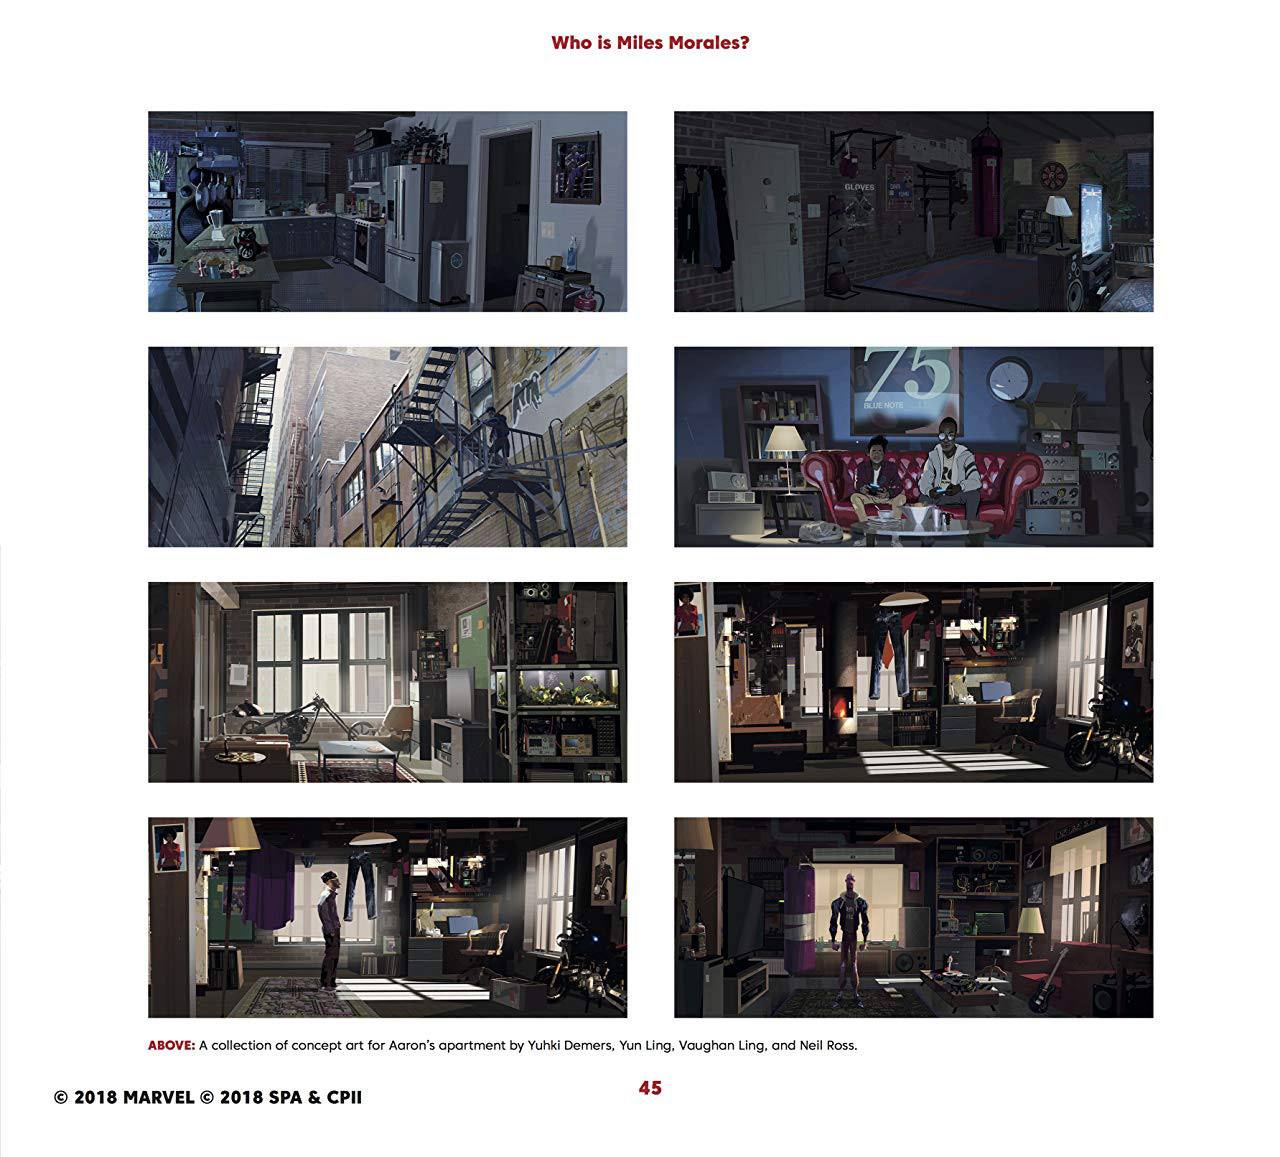 Who is Miles Morales?
GLOVES
75
BLUE NOTE
ABOVE: A collection of concept art for Aaron's apartment by Yuhki Demers, Yun Ling, Vaughan Ling, and Neil Ross.
45
© 2018 MARVEL © 2018 SPA & CPII